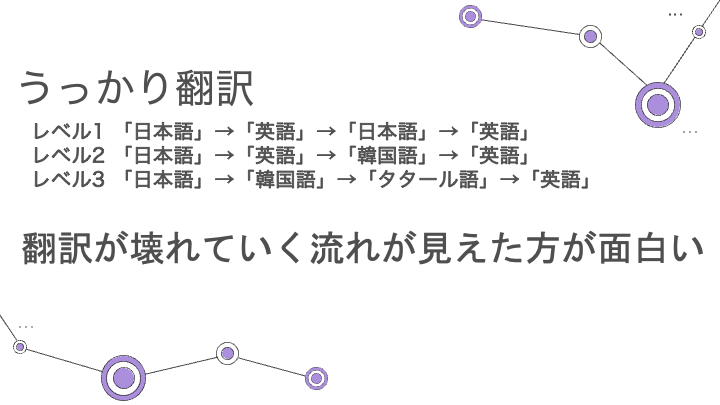 うっかり翻訳
レベル1 「日本語」→「英語」→「日本語」→「英語」
レベル2 「日本語」→「英語」→「韓国語」→「英語」
レベル3 「日本語」→「韓国語」→「タタール語」→「英語」
翻訳が壊れていく流れが見えた方が面白い